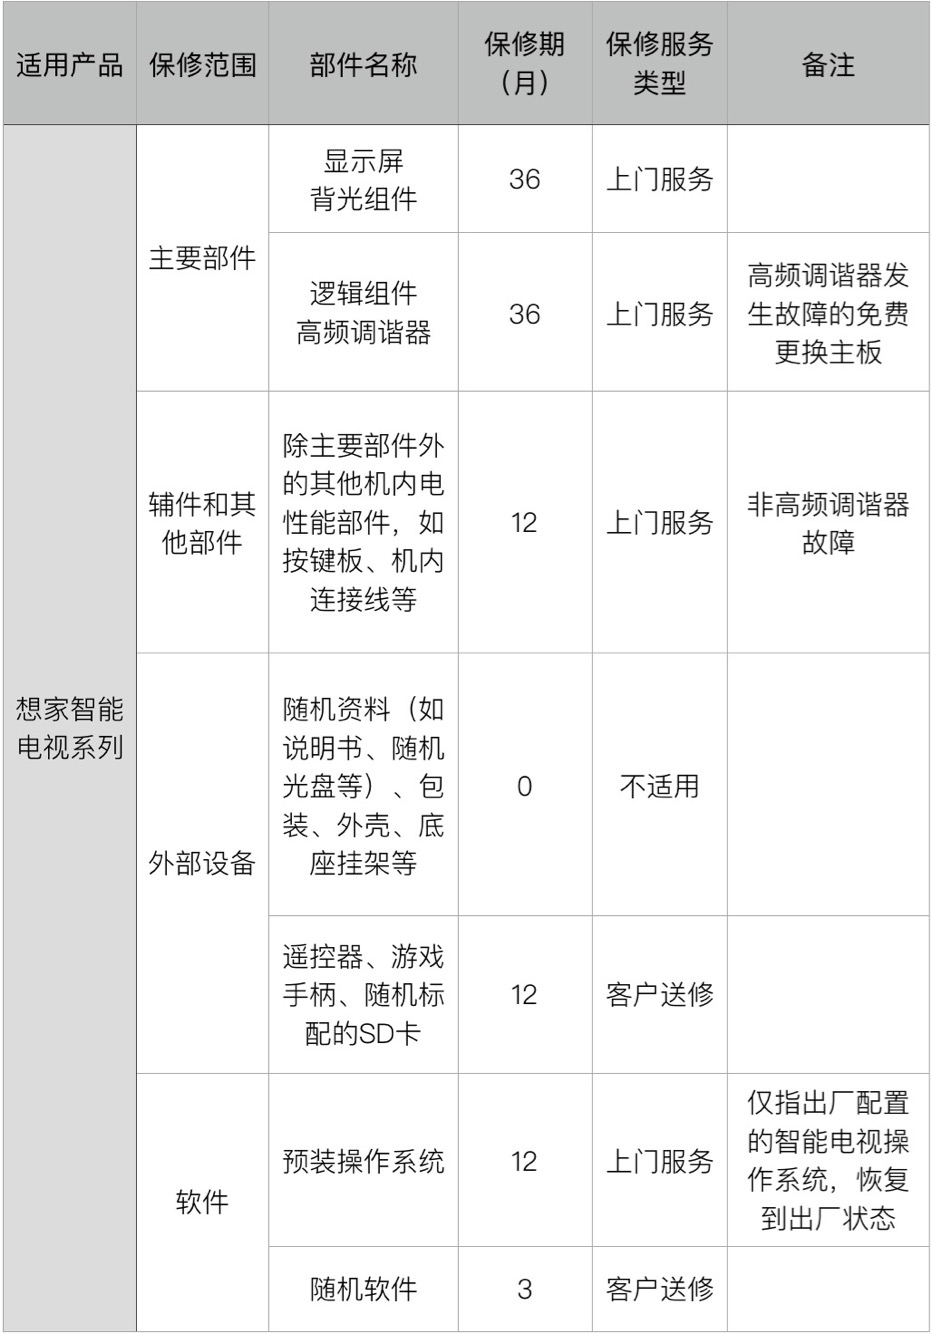 适用产品
保修范围
部件名称
保修期
（月）
保修服务
类型
备注
想家智能
电视系列
主要部件
显示屏
背光组件
36
上门服务
逻辑组件
高频调谐器
36
上门服务
高频调谐器发
生故障的免费
更换主板
辅件和其
他部件
除主要部件外
的其他机内电
性能部件，如
按键板、机内
连接线等
12
上门服务
非高频调谐器
故障
外部设备
随机资料（如
说明书、随机
光盘等）、包
装、外壳、底
座挂架等
0
不适用
遥控器、游戏
手柄、随机标
配的SD卡
12
客户送修
软件
预装操作系统
12
上门服务
仅指出厂配置
的智能电视操
作系统，恢复
到出厂状态
随机软件
3
客户送修